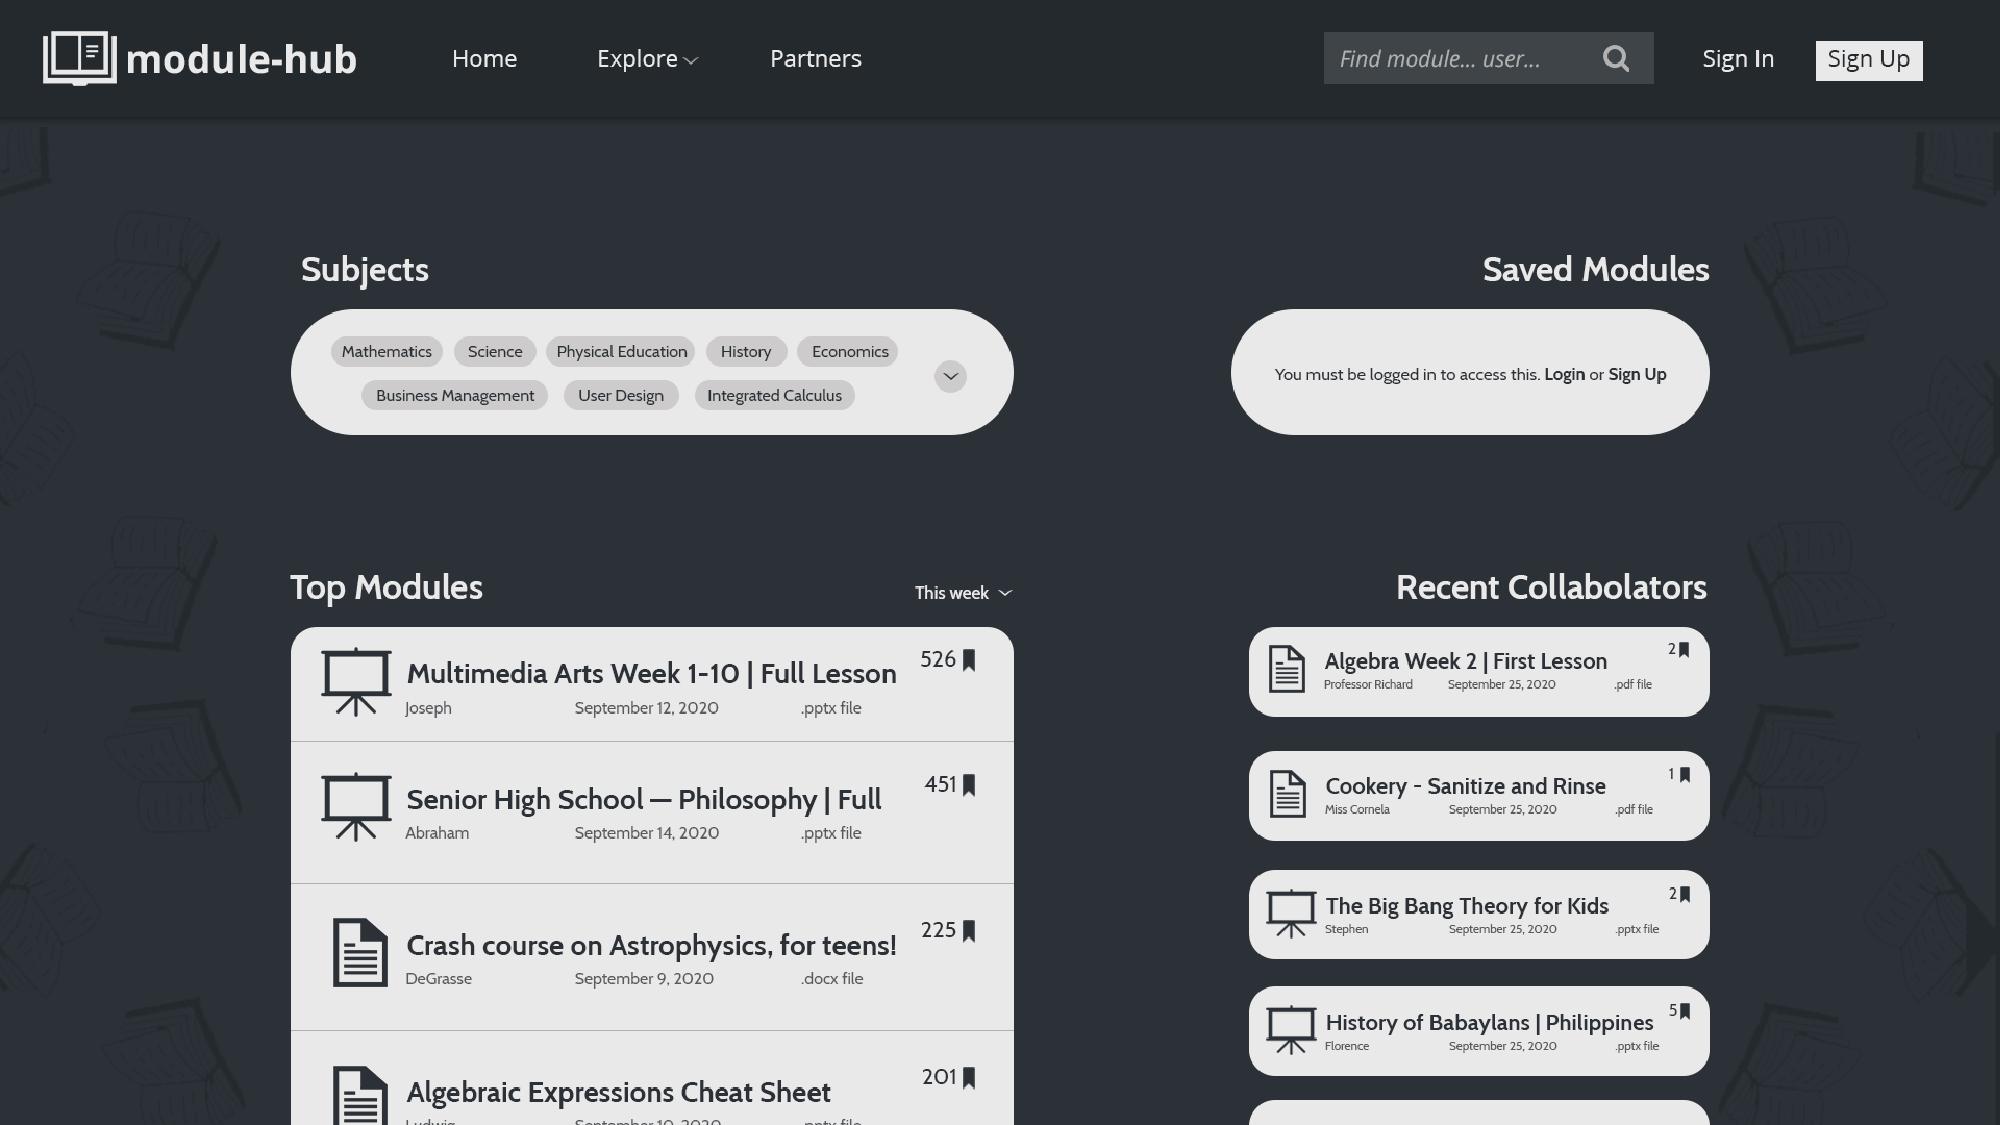 module-hub
Home
Explore
Partners
Find module... user...
Sign In
Sign Up
Subjects
Mathematics
Science
Physical Education
History
Economics
Business Management
User Design
Integrated Calculus
Saved Modules
You must be logged in to access this. Login or Sign Up
Top Modules
This week
Multimedia Arts Week 1-10 | Full Lesson
526
Joseph
September 12, 2020
.pptx file
Senior High School — Philosophy | Full
451
Abraham
September 14, 2020
.pptx file
Crash course on Astrophysics, for teens!
225
DeGrasse
September 9, 2020
.docx file
Algebraic Expressions Cheat Sheet
201
Ludwig
September 10, 2020
.pptx file
Recent Collabolators
Algebra Week 2 | First Lesson
2
Professor Richard
September 25, 2020
.pdf file
Cookery - Sanitize and Rinse
1
Miss Cornela
September 25, 2020
.pdf file
The Big Bang Theory for Kids
2
Stephen
September 25, 2020
.pptx file
History of Babaylans | Philippines
5
Florence
September 25, 2020
.pptx file